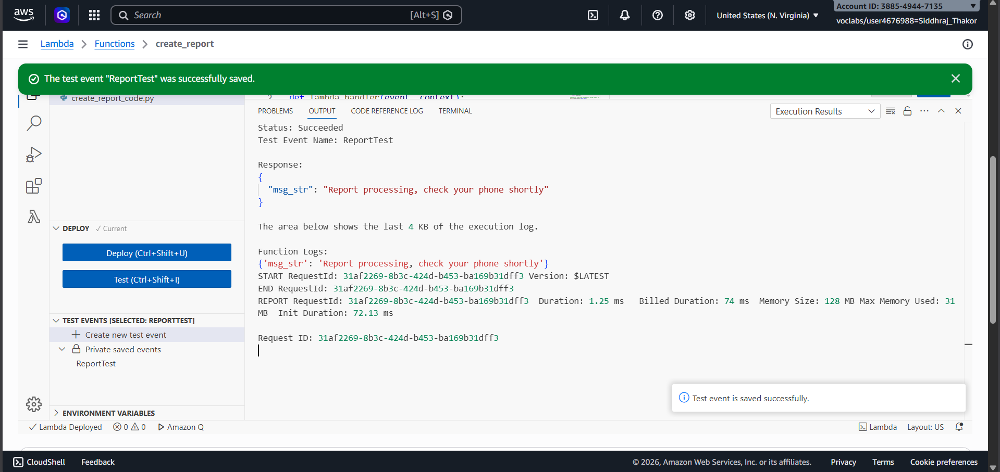 aws
Search
[Alt+S]
United States (N. Virginia)
Account ID: 3885-4944-7135
voclabs/user4676988=Siddhraj_Thakor
Lambda
Functions
create_report
The test event "ReportTest" was successfully saved.
create_report_code.py
2 def lambda_handler(event, context):
PROBLEMS
OUTPUT
CODE REFERENCE LOG
TERMINAL
Execution Results
Status: Succeeded
Test Event Name: ReportTest
Response:
{
"msg_str": "Report processing, check your phone shortly"
}
The area below shows the last 4 KB of the execution log.
Function Logs:
{'msg_str': 'Report processing, check your phone shortly'}
START RequestId: 31af2269-8b3c-424d-b453-ba169b31dff3 Version: $LATEST
END RequestId: 31af2269-8b3c-424d-b453-ba169b31dff3
REPORT RequestId: 31af2269-8b3c-424d-b453-ba169b31dff3 Duration: 1.25 ms Billed Duration: 74 ms Memory Size: 128 MB Max Memory Used: 31
MB Init Duration: 72.13 ms
Request ID: 31af2269-8b3c-424d-b453-ba169b31dff3
DEPLOY
Current
Deploy (Ctrl+Shift+U)
Test (Ctrl+Shift+I)
TEST EVENTS [SELECTED: REPORTTEST]
Create new test event
Private saved events
ReportTest
ENVIRONMENT VARIABLES
Test event is saved successfully.
Lambda Deployed
0
0
Amazon Q
Lambda
Layout: US
CloudShell
Feedback
© 2026, Amazon Web Services, Inc. or its affiliates.
Privacy
Terms
Cookie preferences